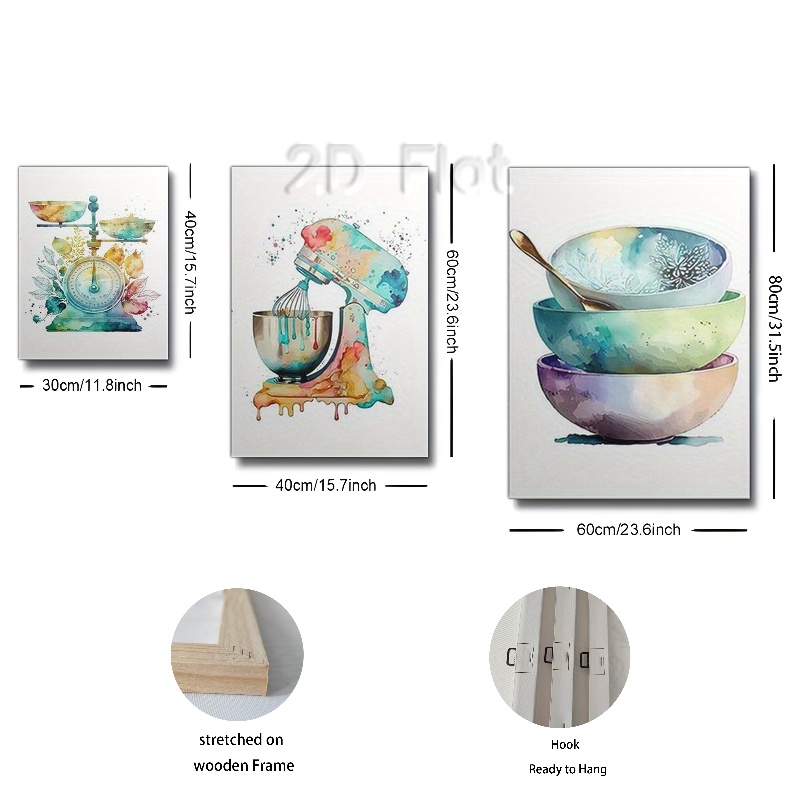 2D Flat
40cm/15.7inch
30cm/11.8inch
60cm/23.6inch
40cm/15.7inch
80cm/31.5inch
60cm/23.6inch
stretched on
wooden Frame
Hook
Ready to Hang